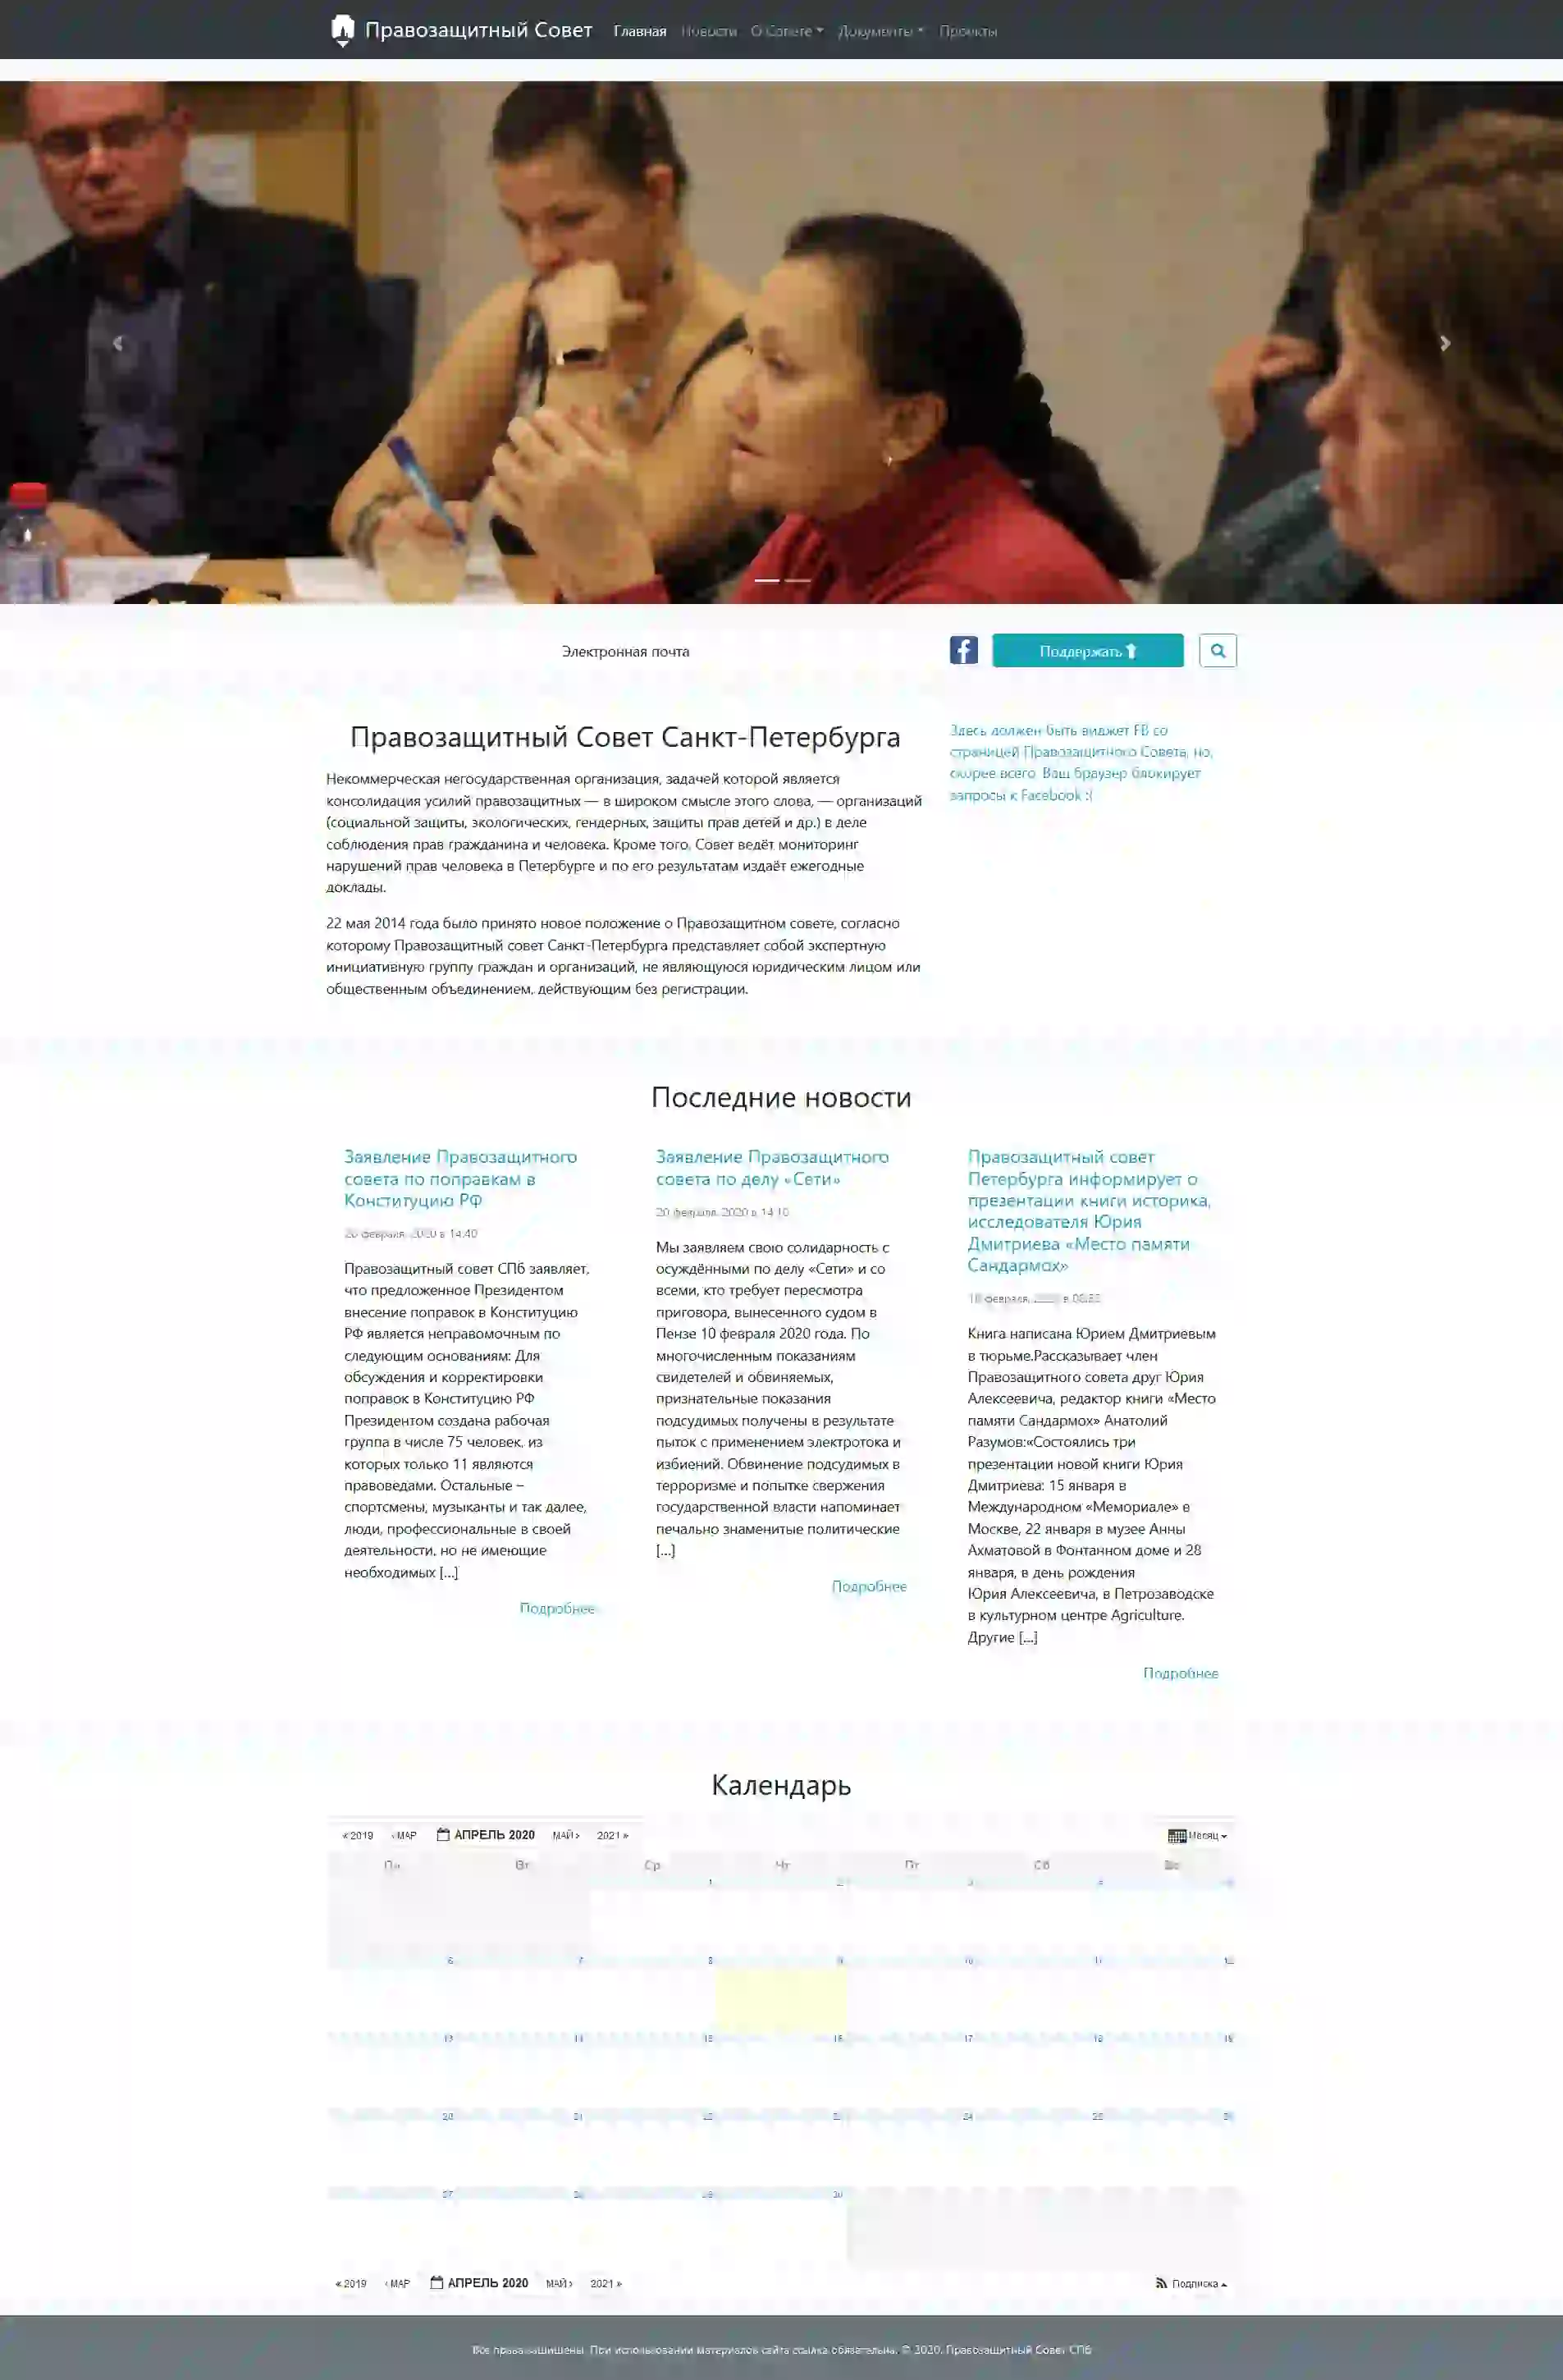 Правозащитный Совет Главная Новости О Совете Документы Проекты
Электронная почта
Поддержать
Правозащитный Совет Санкт-Петербурга
Некоммерческая негосударственная организация, задачей которой является
консолидация усилий правозащитных — в широком смысле этого слова, — организаций
(социальной защиты, экологических, гендерных, защиты прав детей и др.) в деле
соблюдения прав гражданина и человека. Кроме того, Совет ведёт мониторинг
нарушений прав человека в Петербурге и по его результатам издаёт ежегодные
доклады.
22 мая 2014 года было принято новое положение о Правозащитном совете, согласно
которому Правозащитный совет Санкт-Петербурга представляет собой экспертную
инициативную группу граждан и организаций, не являющуюся юридическим лицом или
общественным объединением, действующим без регистрации.
Здесь должен быть виджет FB со
страницей Правозащитного Совета, но,
скорее всего, Ваш браузер блокирует
запросы к Facebook :(
Последние новости
Заявление Правозащитного
совета по поправкам в
Конституцию РФ
20 февраля, 2020 в 14:40
Правозащитный совет СПб заявляет,
что предложенное Президентом
внесение поправок в Конституцию
РФ является неправомочным по
следующим основаниям: Для
обсуждения и корректировки
поправок в Конституцию РФ
Президентом создана рабочая
группа в числе 75 человек, из
которых только 11 являются
правоведами. Остальные –
спортсмены, музыканты и так далее,
люди, профессиональные в своей
деятельности, но не имеющие
необходимых [...]
Подробнее
Заявление Правозащитного
совета по делу «Сети»
20 февраля, 2020 в 14:10
Мы заявляем свою солидарность с
осуждёнными по делу «Сети» и со
всеми, кто требует пересмотра
приговора, вынесенного судом в
Пензе 10 февраля 2020 года. По
многочисленным показаниям
свидетелей и обвиняемых,
признательные показания
подсудимых получены в результате
пыток с применением электротока и
избиений. Обвинение подсудимых в
терроризме и попытке свержения
государственной власти напоминает
печально знаменитые политические
[...]
Подробнее
Правозащитный совет
Петербурга информирует о
презентации книги историка,
исследователя Юрия
Дмитриева «Место памяти
Сандармох»
февраля, в
Книга написана Юрием Дмитриевым
в тюрьме.Рассказывает член
Правозащитного совета друг Юрия
Алексеевича, редактор книги «Место
памяти Сандармох» Анатолий
Разумов:«Состоялись три
презентации новой книги Юрия
Дмитриева: 15 января в
Международном «Мемориале» в
Москве, 22 января в музее Анны
Ахматовой в Фонтанном доме и 28
января, в день рождения
Юрия Алексеевича, в Петрозаводске
в культурном центре Agriculture.
Другие [...]
Подробнее
Календарь
« 2019 ‹ МАР АПРЕЛЬ 2020 МАЙ › 2021 » Месяц
Пн Вт Ср Чт Пт Сб Вс
1 2 3 4 5
6 7 8 9 10 11 12
13 14 15 16 17 18 19
20 21 22 23 24 25 26
27 28 29 30
« 2019 ‹ МАР АПРЕЛЬ 2020 МАЙ › 2021 » Подписка
Все права защищены. При использовании материалов сайта ссылка обязательна. © 2020. Правозащитный Совет СПб